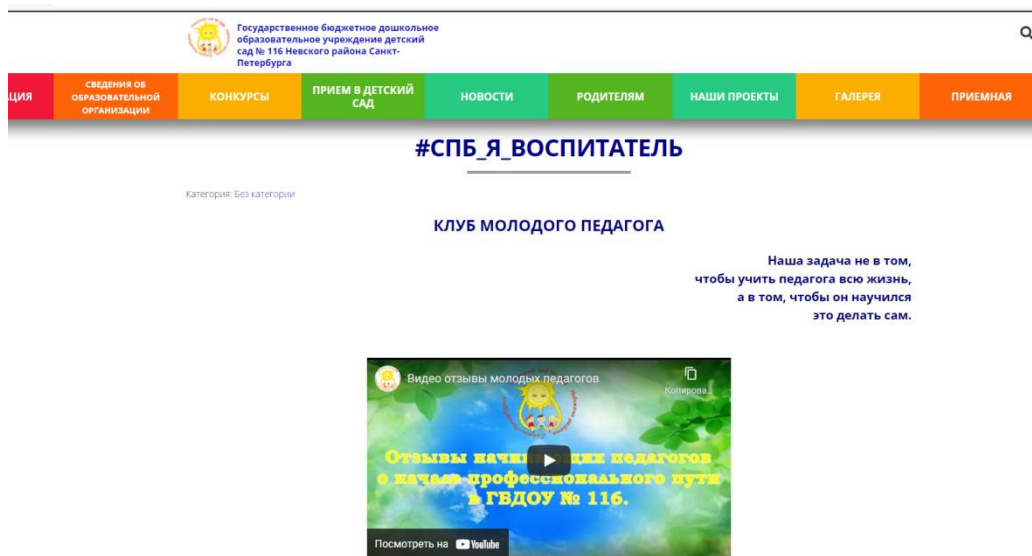 Государственное бюджетное дошкольное
образовательное учреждение детский
сад № 116 Невского района Санкт-
Петербурга
ЦИЯ
СВЕДЕНИЯ ОБ
ОБРАЗОВАТЕЛЬНОЙ
ОРГАНИЗАЦИИ
КОНКУРСЫ
ПРИЕМ В ДЕТСКИЙ
САД
НОВОСТИ
РОДИТЕЛЯМ
НАШИ ПРОЕКТЫ
ГАЛЕРЕЯ
ПРИЕМНАЯ
#СПБ_Я_ВОСПИТАТЕЛЬ
Категория: Без категории
КЛУБ МОЛОДОГО ПЕДАГОГА
Наша задача не в том,
чтобы учить педагога всю жизнь,
а в том, чтобы он научился
это делать сам.
Видео отзывы молодых педагогов
Копирова...
Отзывы начинающих педагогов
о начале профессионального пути
в ГБДОУ № 116.
Посмотреть на YouTube